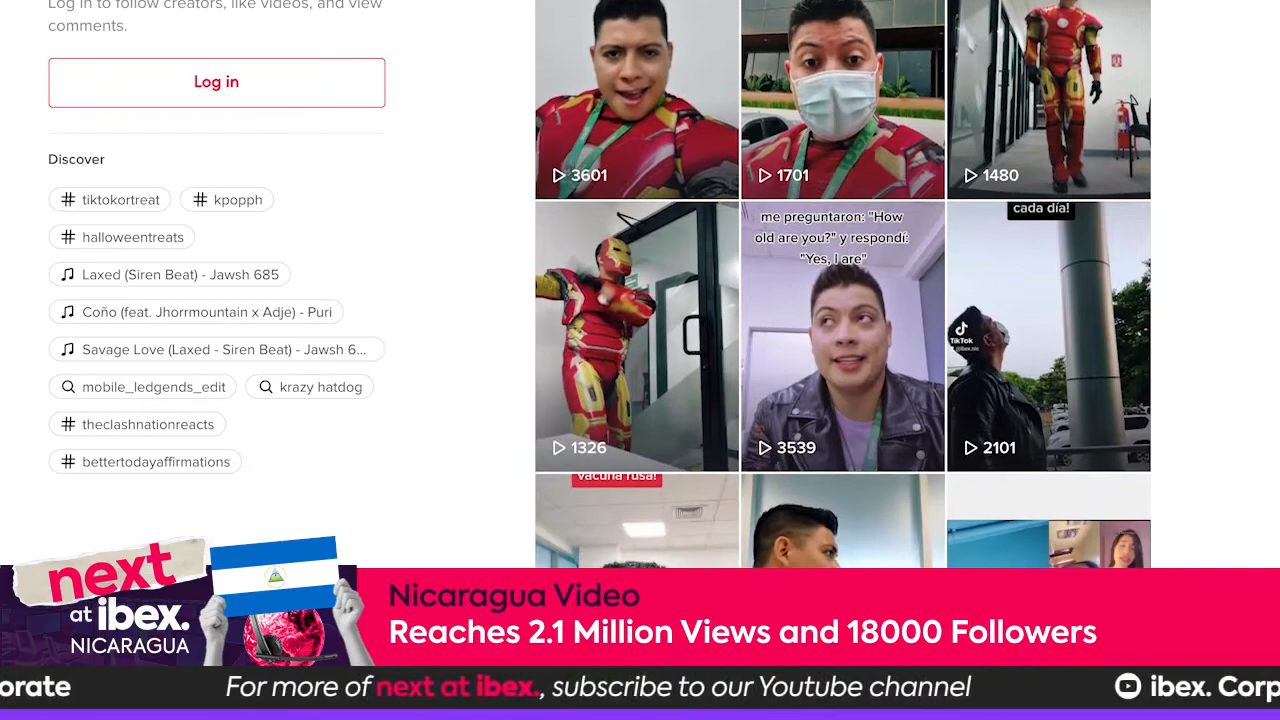 Log in to follow creators, like videos, and view
comments.
Log in
Discover
tiktokortreat
kpopph
halloweentreats
Laxed (Siren Beat) - Jawsh 685
Coño (feat. Jhorrmountain x Adje) - Puri
Savage Love (Laxed - Siren Beat) - Jawsh 6...
mobile_ledgends_edit
krazy hatdog
theclashnationreacts
bettertodayaffirmations
3601
1701
1480
1326
me preguntaron: "How
old are you?" y respondí:
"Yes, I are"
3539
cada día!
TikTok
@ibex.nic
2101
vacuna rusa!
next
at ibex.
NICARAGUA
Nicaragua Video
Reaches 2.1 Million Views and 18000 Followers
orate
For more of next at ibex., subscribe to our Youtube channel
ibex. Corp